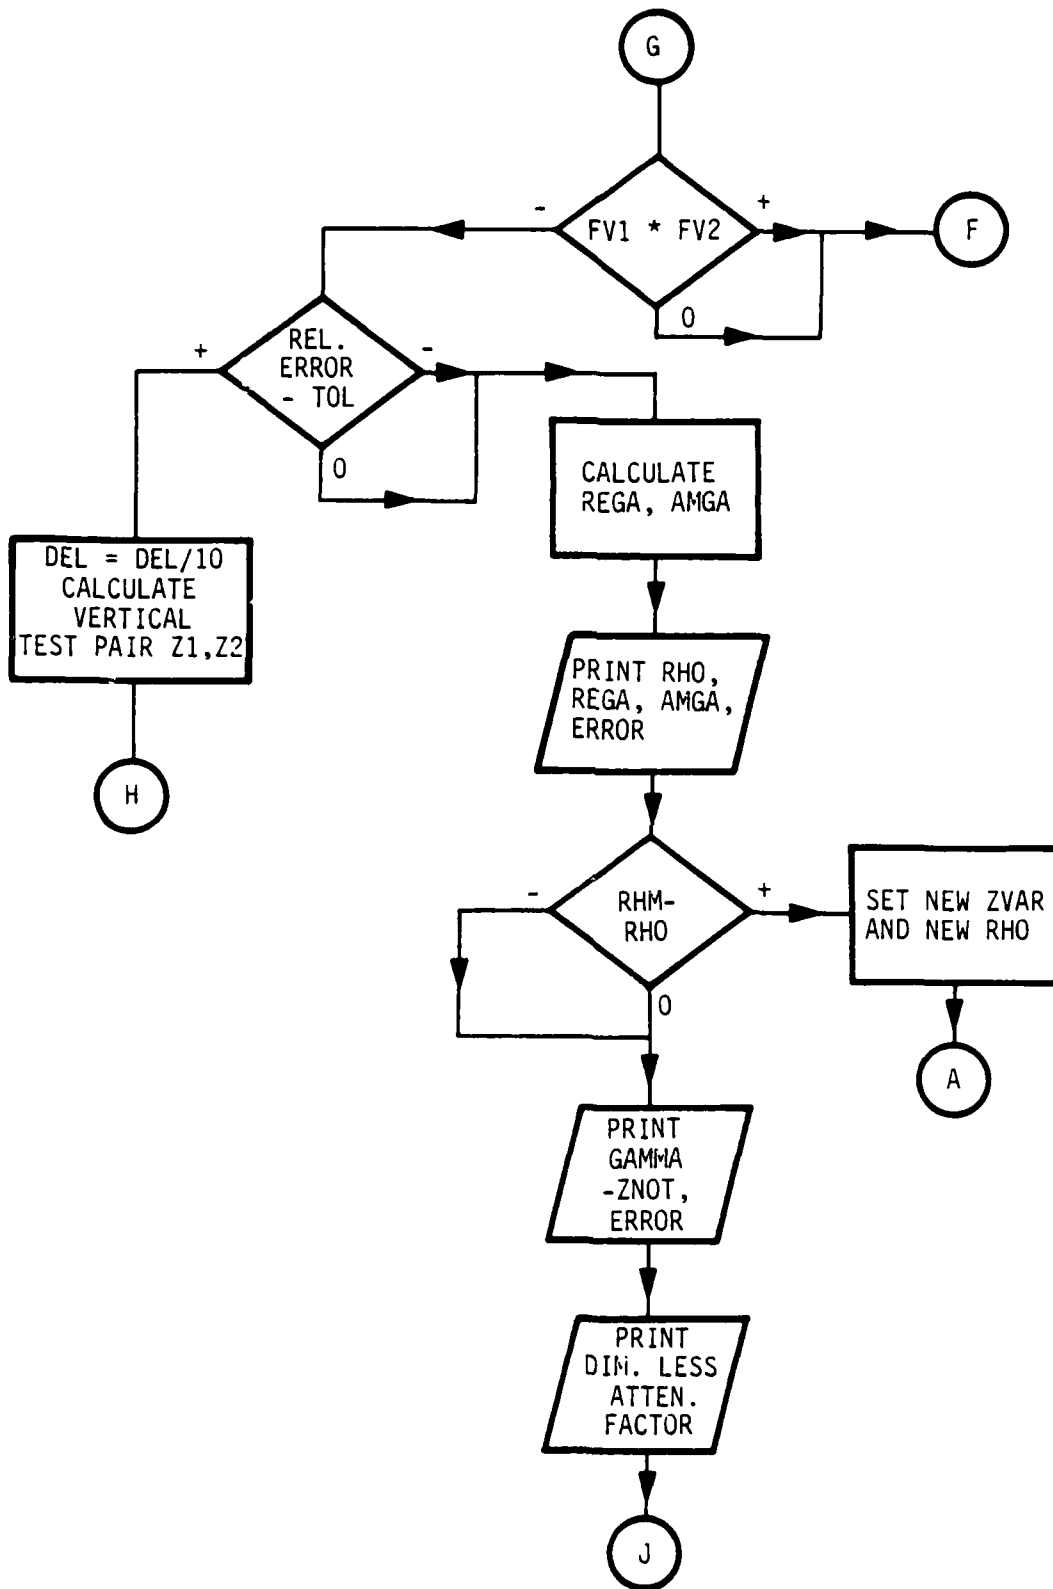 G
-
FV1 * FV2
+
F
0
+
REL.
ERROR
- TOL
-
0
CALCULATE
REGA, AMGA
DEL = DEL/10
CALCULATE
VERTICAL
TEST PAIR Z1,Z2
PRINT RHO,
REGA, AMGA,
ERROR
H
-
RHM-
RHO
+
SET NEW ZVAR
AND NEW RHO
0
A
PRINT
GAMMA
-ZNOT,
ERROR
PRINT
DIM. LESS
ATTEN.
FACTOR
J